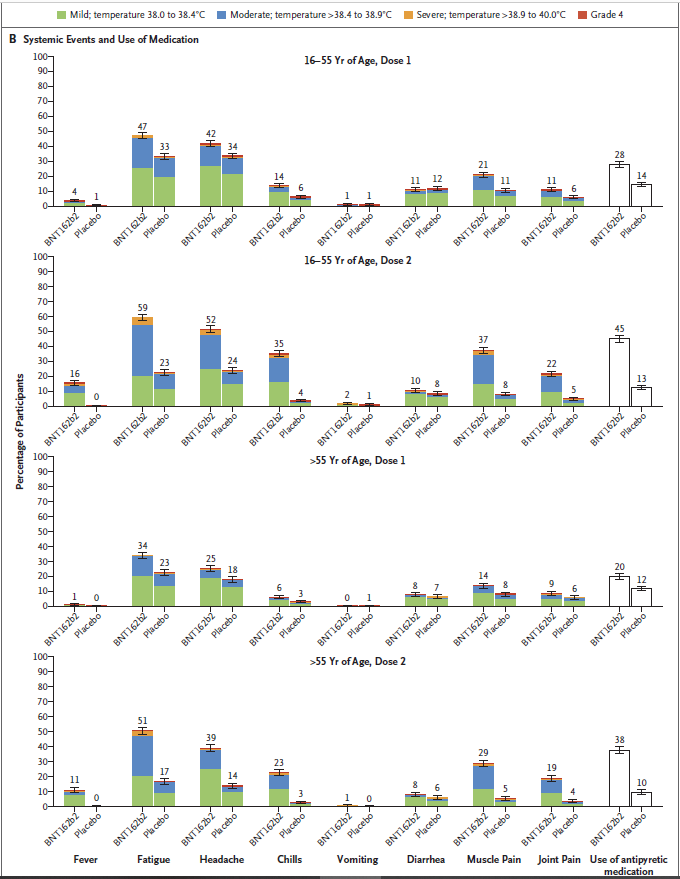 Mild; temperature 38.0 to 38.4°C Moderate; temperature >38.4 to 38.9°C Severe; temperature >38.9 to 40.0°C Grade 4
B Systemic Events and Use of Medication
Percentage of Participants
16–55 Yr of Age, Dose 1
100
90
80
70
60
50
40
30
20
10
0
4 1 47 33 42 34 14 6 1 1 11 12 21 11 11 6 28 14
BNT162b2 Placebo BNT162b2 Placebo BNT162b2 Placebo BNT162b2 Placebo BNT162b2 Placebo BNT162b2 Placebo BNT162b2 Placebo BNT162b2 Placebo BNT162b2 Placebo
16–55 Yr of Age, Dose 2
100
90
80
70
60
50
40
30
20
10
0
16 0 59 23 52 24 35 4 2 1 10 8 37 8 22 5 45 13
BNT162b2 Placebo BNT162b2 Placebo BNT162b2 Placebo BNT162b2 Placebo BNT162b2 Placebo BNT162b2 Placebo BNT162b2 Placebo BNT162b2 Placebo BNT162b2 Placebo
>55 Yr of Age, Dose 1
100
90
80
70
60
50
40
30
20
10
0
1 0 34 23 25 18 6 3 0 1 8 7 14 8 9 6 20 12
BNT162b2 Placebo BNT162b2 Placebo BNT162b2 Placebo BNT162b2 Placebo BNT162b2 Placebo BNT162b2 Placebo BNT162b2 Placebo BNT162b2 Placebo BNT162b2 Placebo
>55 Yr of Age, Dose 2
100
90
80
70
60
50
40
30
20
10
0
11 0 51 17 39 14 23 3 1 0 8 6 29 5 19 4 38 10
BNT162b2 Placebo BNT162b2 Placebo BNT162b2 Placebo BNT162b2 Placebo BNT162b2 Placebo BNT162b2 Placebo BNT162b2 Placebo BNT162b2 Placebo BNT162b2 Placebo
Fever Fatigue Headache Chills Vomiting Diarrhea Muscle Pain Joint Pain Use of antipyretic
medication